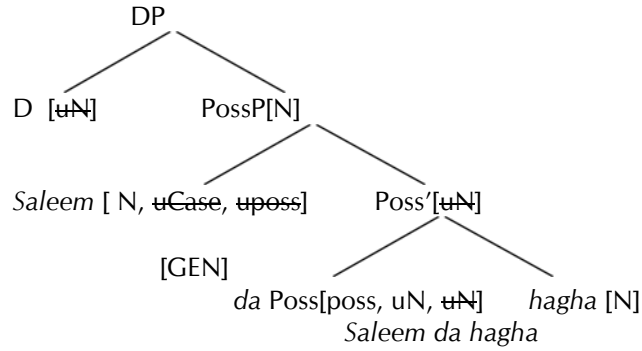 DP
D [uN] PossP[N]
Saleem [ N, uCase, uposs] Poss’[uN]
[GEN]
da Poss[poss, uN, uN] hagha [N]
Saleem da hagha